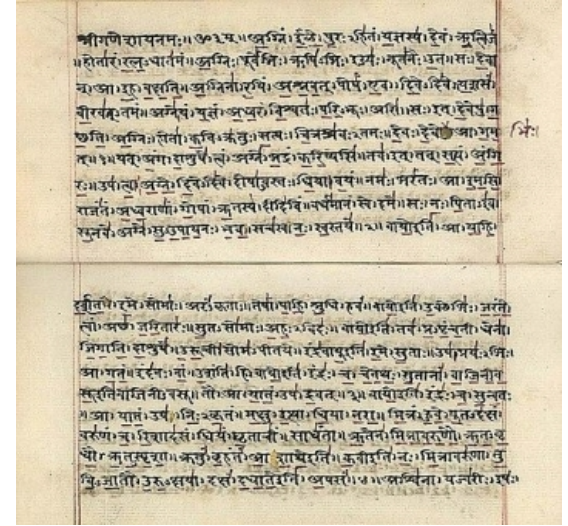 श्रीगणेशायनमः॥ॐ३म्॥अग्निं।ईळे।पुरःऽहितं।यज्ञस्य।देवं।ऋत्विजं
॥होतारं।रत्नऽधातमं॥अग्निः।पूर्वेभिः।ऋषिऽभिः।ईड्यः।नूतनैः।उत॥सः।देवा
न्।आ।इह।वक्षति॥अग्निना।रयिं।अश्नवत्।पोषं।एव।दिवेऽदिवे॥यशसं।
वीरवत्ऽतमं॥अग्ने।यं।यज्ञं।अध्वरं।विश्वतः।परिऽभूः।असि॥सः।इत्।देवेषु।ग
च्छति॥अग्निः।होता।कविऽक्रतुः।सत्यः।चित्रश्रवःऽतमः॥देवः।देवेभिः।आ।गम
त्॥१॥यत्।अंग।दाशुषे।त्वं।अग्ने।भद्रं।करिष्यसि॥तव।इत्।तत्।सत्यं।अंगि
रः॥उप।त्वा।अग्ने।दिवेऽदिवे।दोषाऽवस्तः।धिया।वयं॥नमः।भरंतः।आ।इमसि॥
राजंतं।अध्वराणां।गोपां।ऋतस्य।दीदिविं॥वर्धमानं।स्वे।दमे॥सः।नः।पिताऽइव।
सूनवे।अग्ने।सुऽउपायनः।भव॥सचस्व।नः।स्वस्तये॥२॥वायोइति।आ।याहि।
दर्शत।इमे।सोमाः।अरंऽकृताः॥तेषां।पाहि।श्रुधि।हवं॥वायोइति।उक्थेभिः।जरंते।
त्वां।अच्छ।जरितारः॥सुतऽसोमाः।अहःऽविदः॥वायोइति।तव।प्रऽपृंचती।धेना।
जिगाति।दाशुषे॥उरूची।सोमऽपीतये॥इंद्रवायूइति।इमे।सुताः।उप।प्रयःऽभिः।
आ।गतं॥इंदवः।वां।उशंति।हि॥वायोइति।इंद्रः।च।चेतथः।सुतानां।वाजिनीव
सूइतिवाजिनीऽवसू॥तौ।आ।यातं।उप।द्रवत्॥३॥वायोइति।इंद्रः।च।सुन्वतः
॥आ।यातं।उप।निःऽकृतं॥मक्षु।इत्था।धिया।नरा॥मित्रं।हुवे।पूतऽदक्षं।
वरुणं।च।रिशादसं॥धियं।घृताचीं।साधंता॥ऋतेन।मित्रावरुणौ।ऋतऽवृ
धौ।ऋतऽस्पृशा॥क्रतुं।बृहंतं।आशाथेइति॥कवीइति।नः।मित्रावरुणा।तु
विऽजातौ।उरुऽक्षया॥दक्षं।दधातेइति।अपसं॥४॥अश्विना।यज्वरीः।इषः।